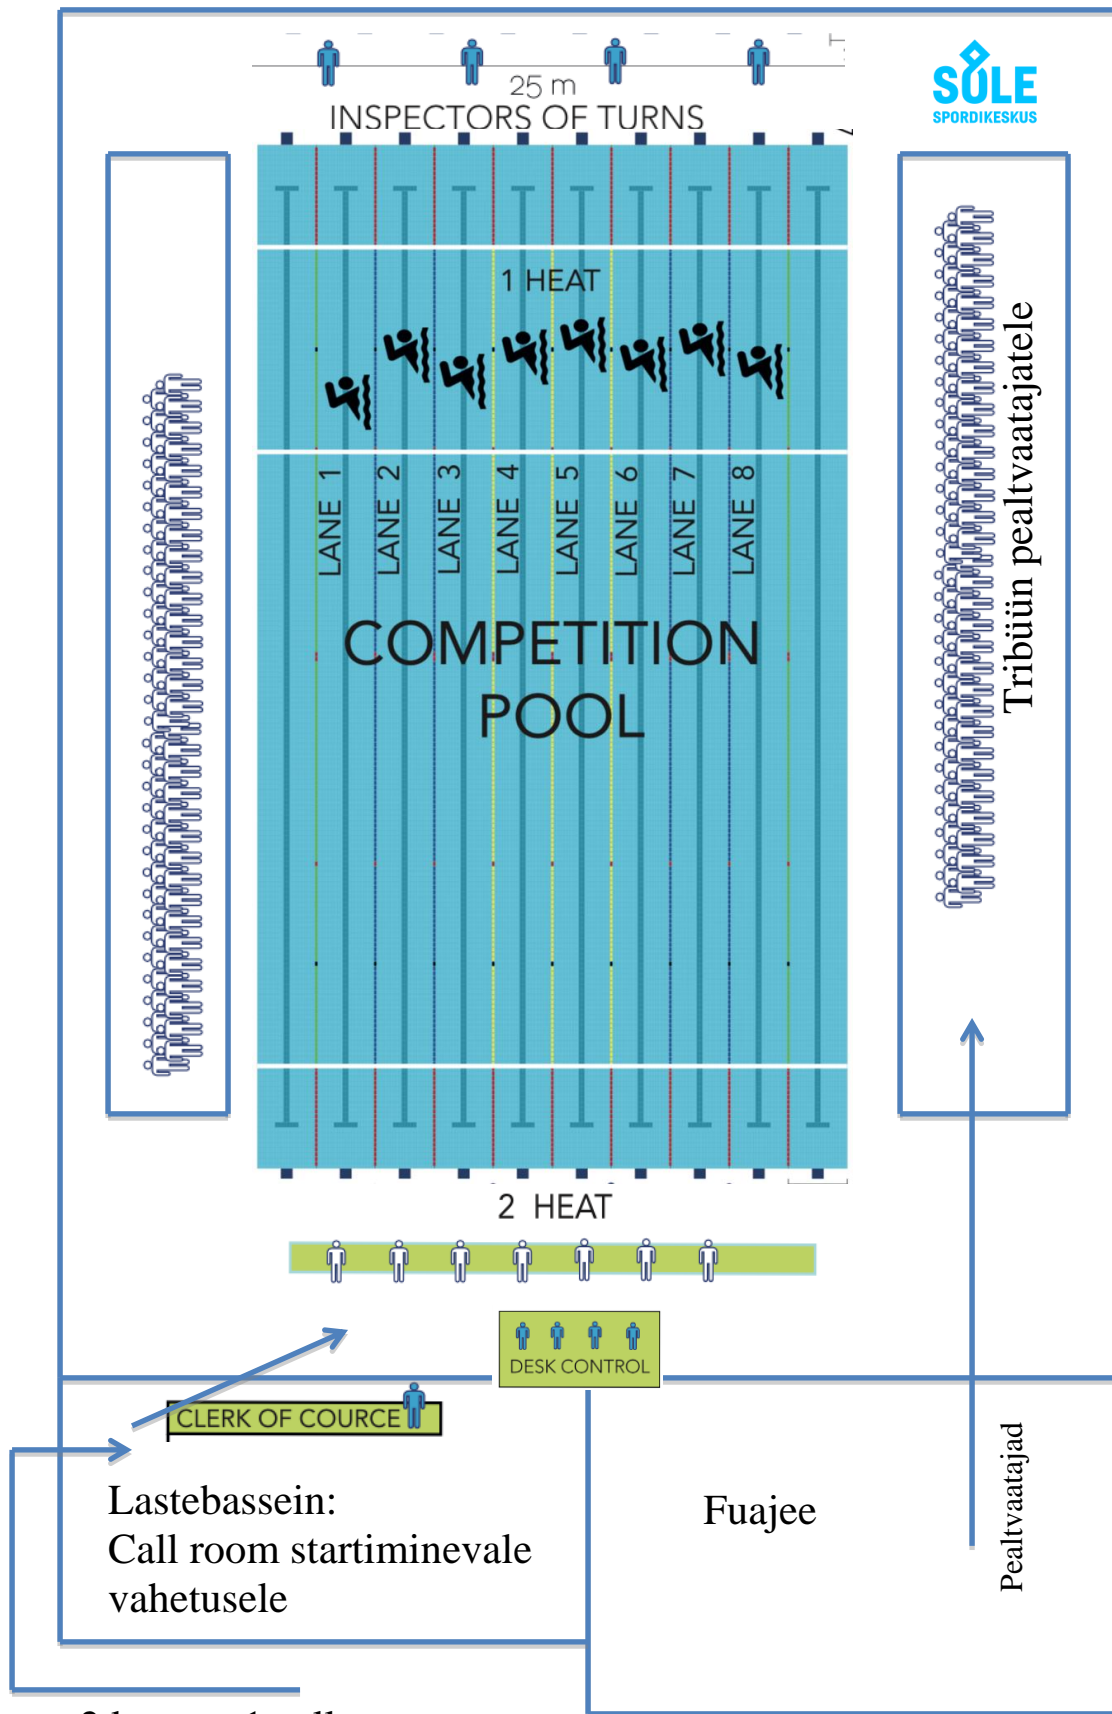 25 m
INSPECTORS OF TURNS
SÕLE
SPORDIKESKUS
1 HEAT
LANE 1
LANE 2
LANE 3
LANE 4
LANE 5
LANE 6
LANE 7
LANE 8
COMPETITION
POOL
Tribüün pealtvaatajatele
2 HEAT
DESK CONTROL
CLERK OF COURCE
Lastebassein:
Call room startiminevale
vahetusele
Fuajee
Pealtvaatajad